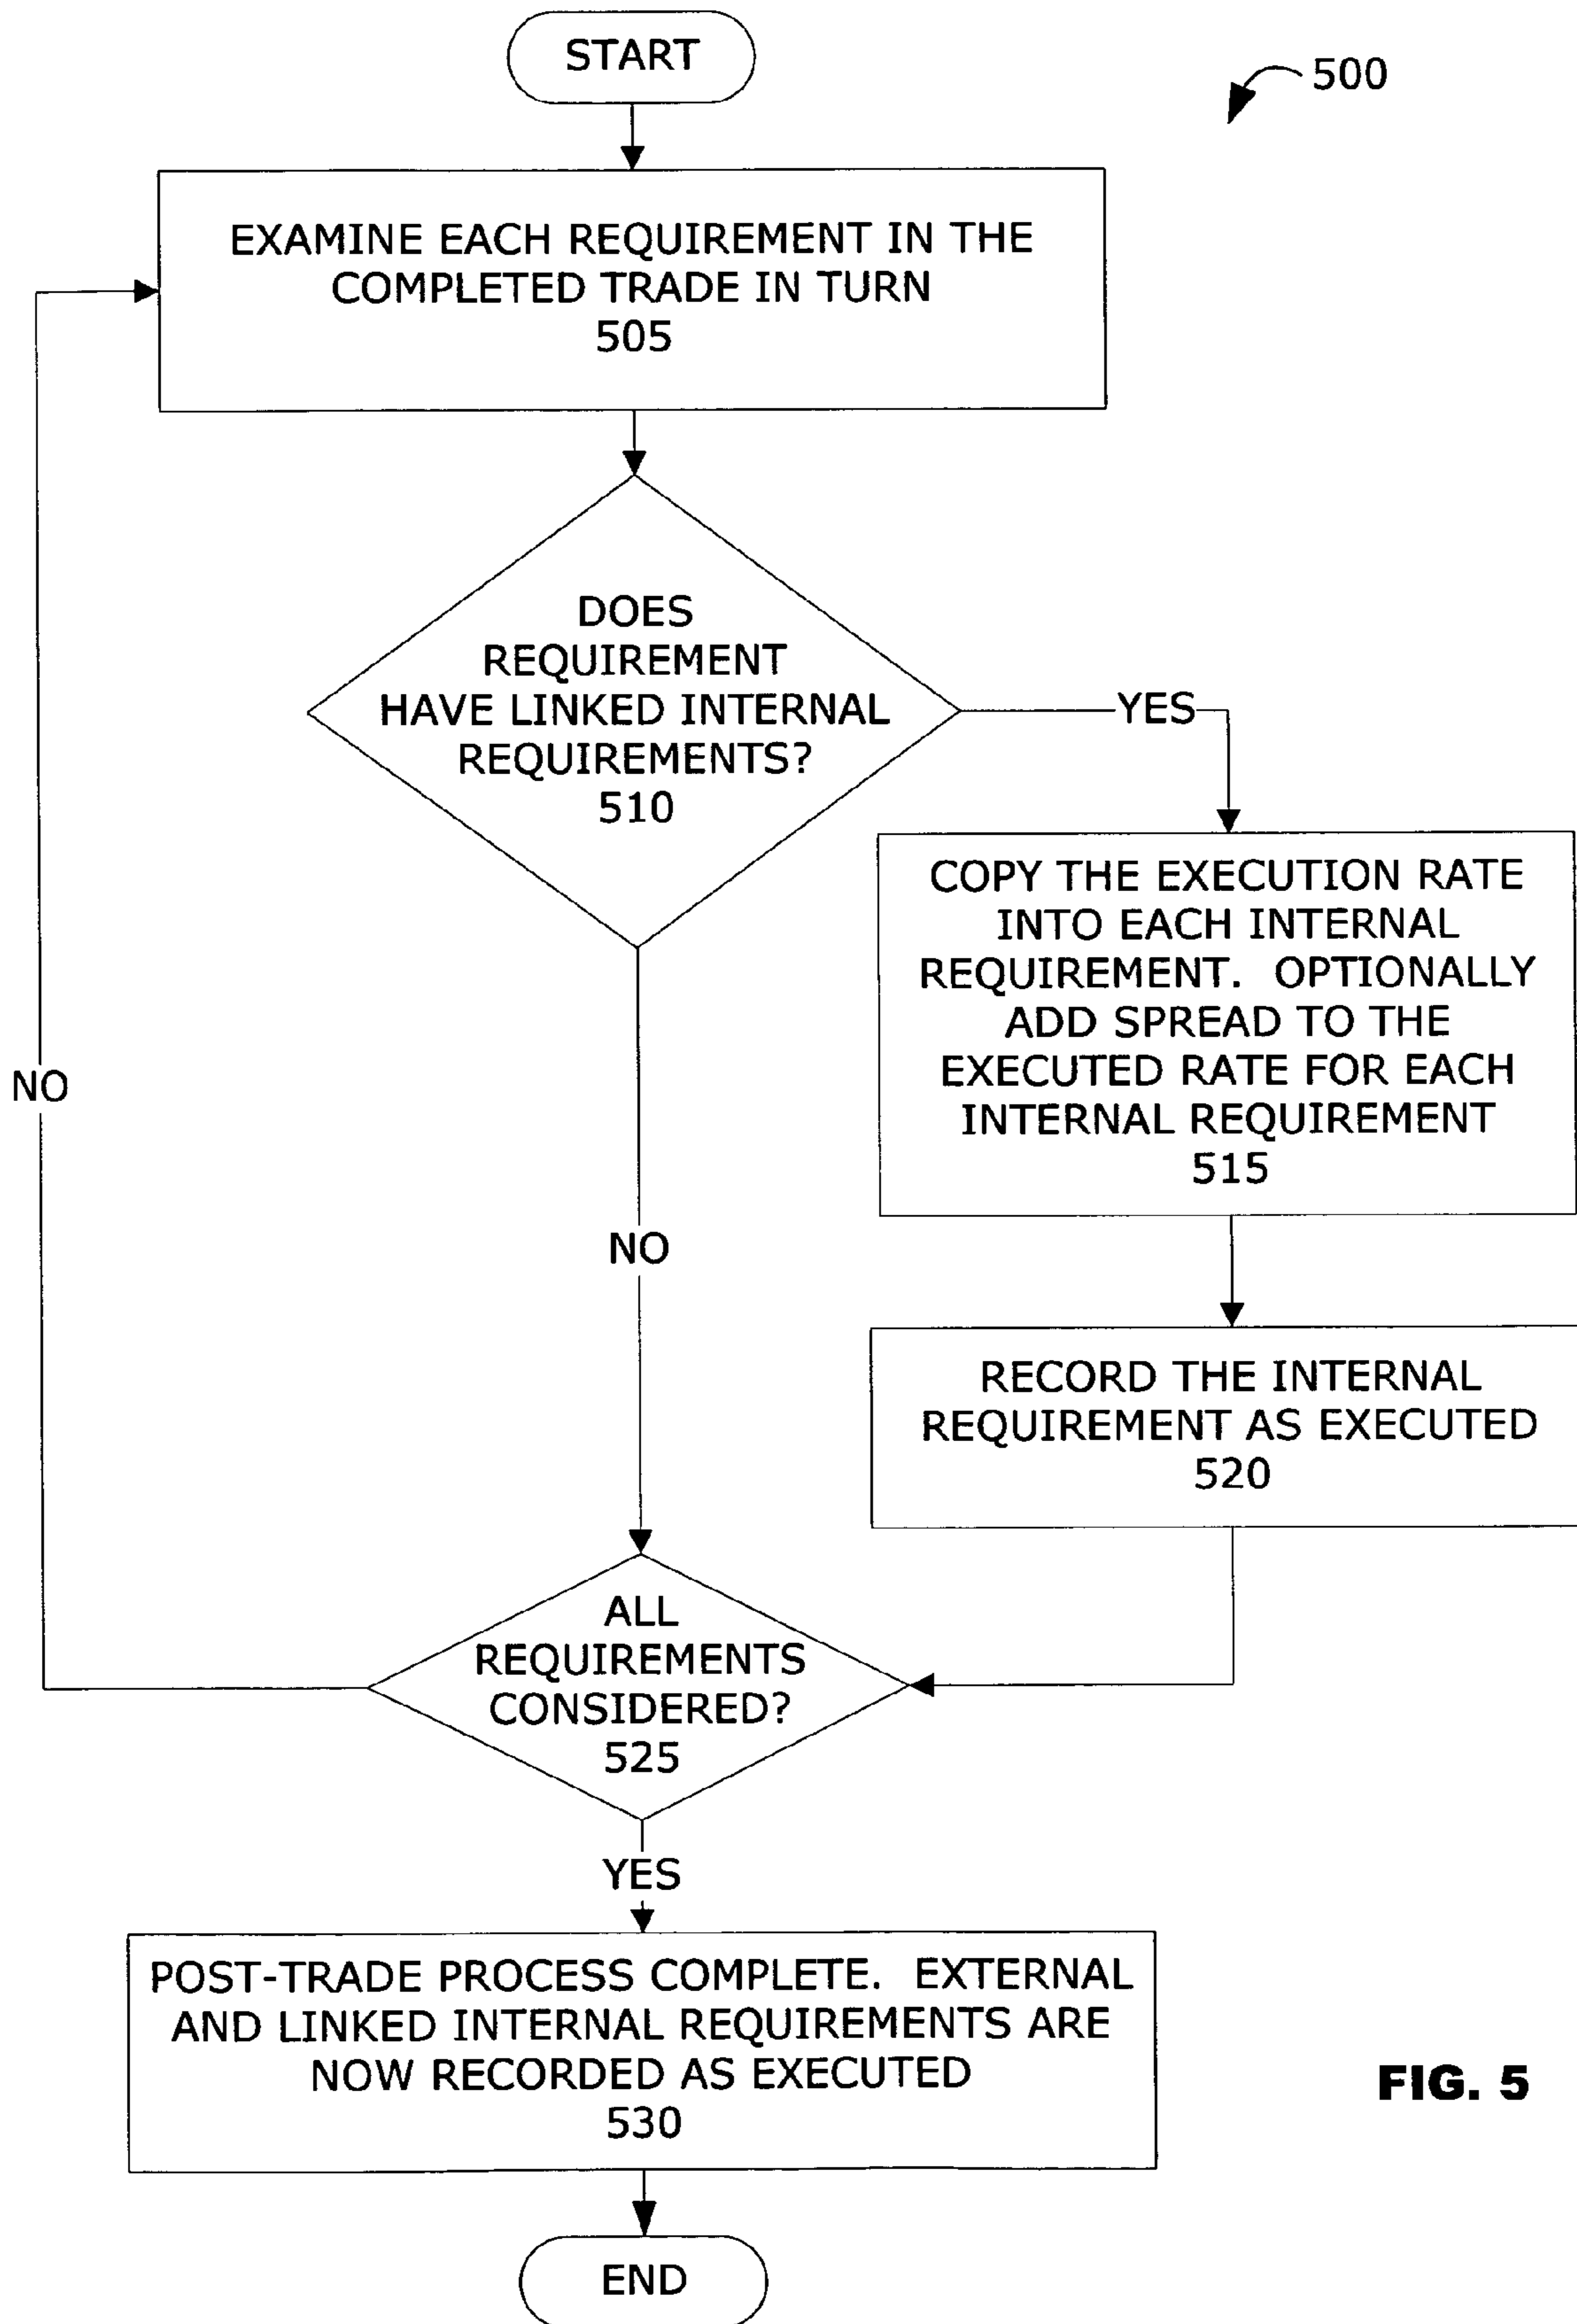 START
500
EXAMINE EACH REQUIREMENT IN THE
COMPLETED TRADE IN TURN
505
DOES
REQUIREMENT
HAVE LINKED INTERNAL
REQUIREMENTS?
510
YES
COPY THE EXECUTION RATE
INTO EACH INTERNAL
REQUIREMENT. OPTIONALLY
ADD SPREAD TO THE
EXECUTED RATE FOR EACH
INTERNAL REQUIREMENT
515
NO
NO
RECORD THE INTERNAL
REQUIREMENT AS EXECUTED
520
ALL
REQUIREMENTS
CONSIDERED?
525
YES
POST-TRADE PROCESS COMPLETE. EXTERNAL
AND LINKED INTERNAL REQUIREMENTS ARE
NOW RECORDED AS EXECUTED
530
FIG. 5
END